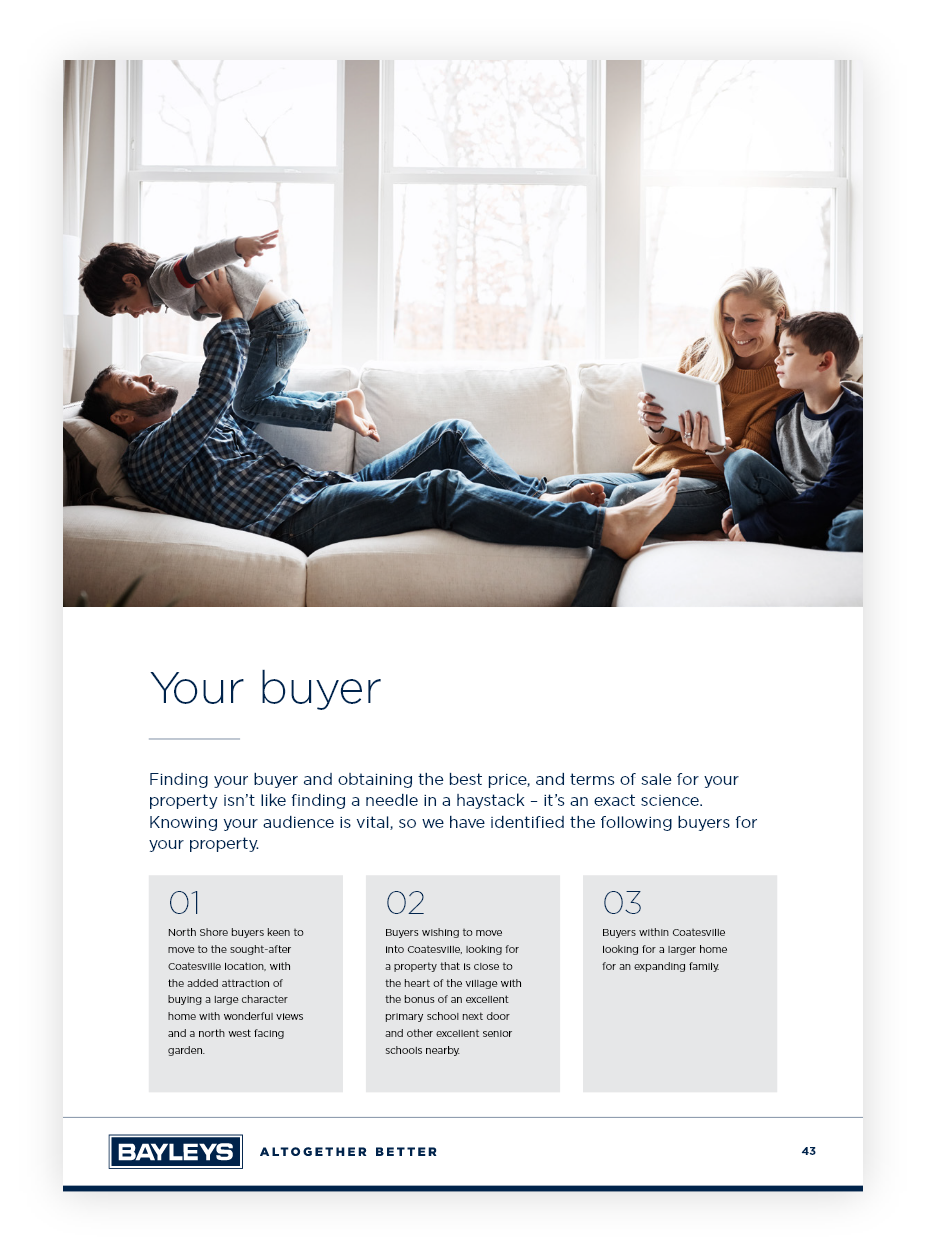 Your buyer
Finding your buyer and obtaining the best price, and terms of sale for your
property isn’t like finding a needle in a haystack – it’s an exact science.
Knowing your audience is vital, so we have identified the following buyers for
your property.
01
North Shore buyers keen to
move to the sought-after
Coatesville location, with
the added attraction of
buying a large character
home with wonderful views
and a north west facing
garden.
02
Buyers wishing to move
into Coatesville, looking for
a property that is close to
the heart of the village with
the bonus of an excellent
primary school next door
and other excellent senior
schools nearby.
03
Buyers within Coatesville
looking for a larger home
for an expanding family.
BAYLEYS ALTOGETHER BETTER 43